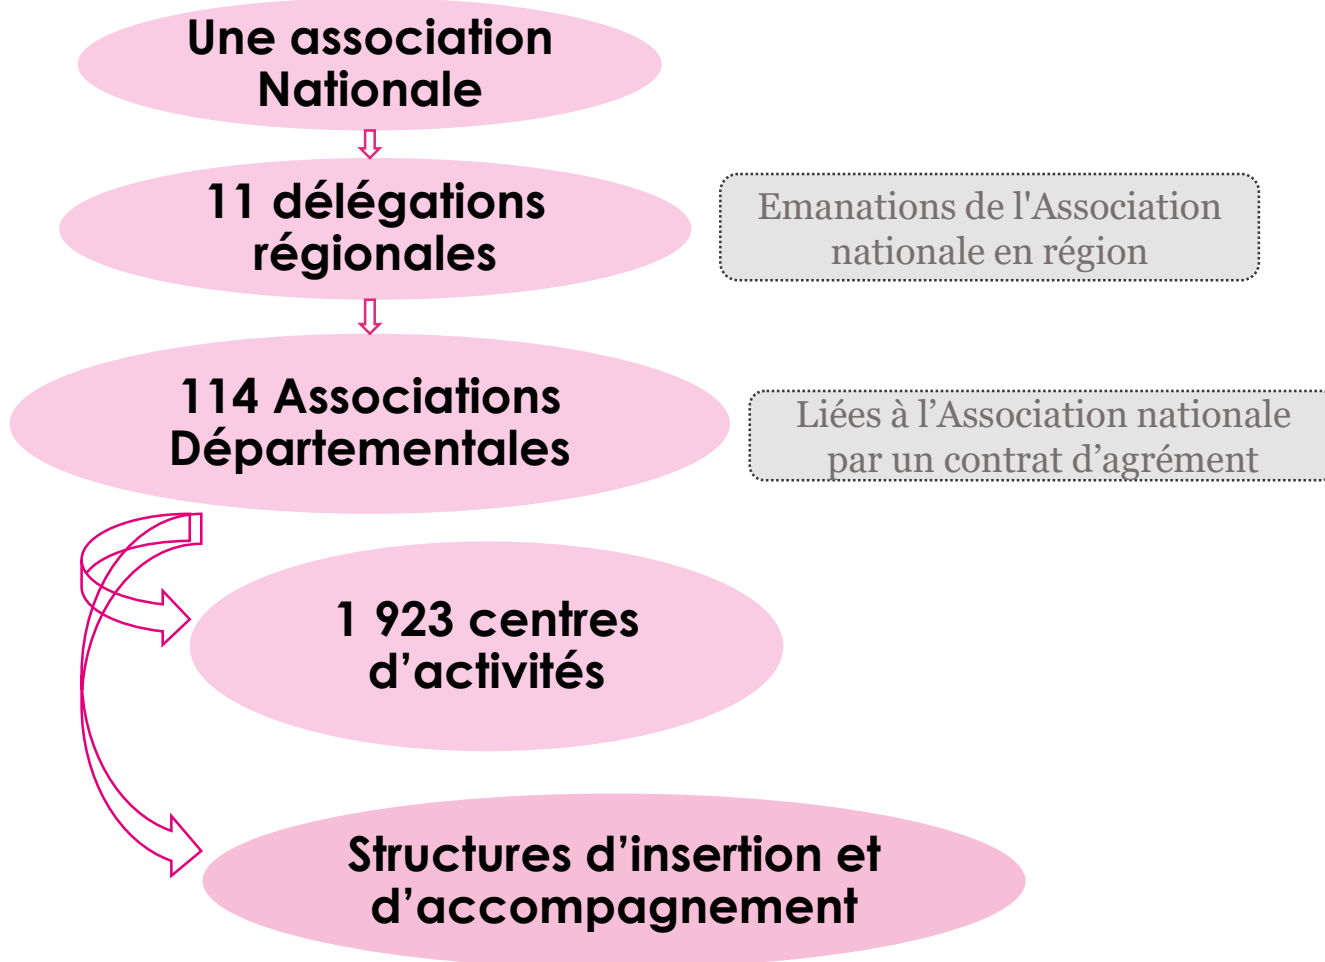 Une association
Nationale
11 délégations
régionales
Emanations de l'Association
nationale en région
114 Associations
Départementales
Liées à l’Association nationale
par un contrat d’agrément
1 923 centres
d’activités
Structures d’insertion et
d’accompagnement